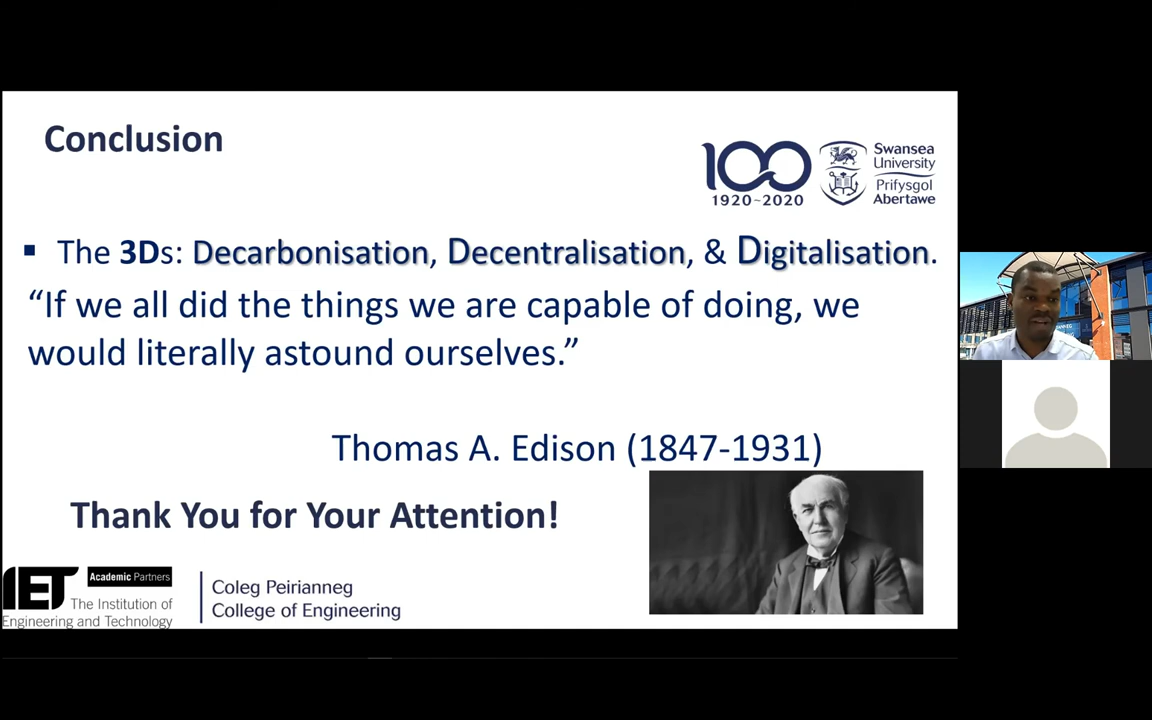 Conclusion
100
1920~2020
Swansea
University
Prifysgol
Abertawe
▪ The 3Ds: Decarbonisation, Decentralisation, & Digitalisation.
“If we all did the things we are capable of doing, we
would literally astound ourselves.”
Thomas A. Edison (1847-1931)
Thank You for Your Attention!
IET
Academic Partners
The Institution of
Engineering and Technology
Coleg Peirianneg
College of Engineering